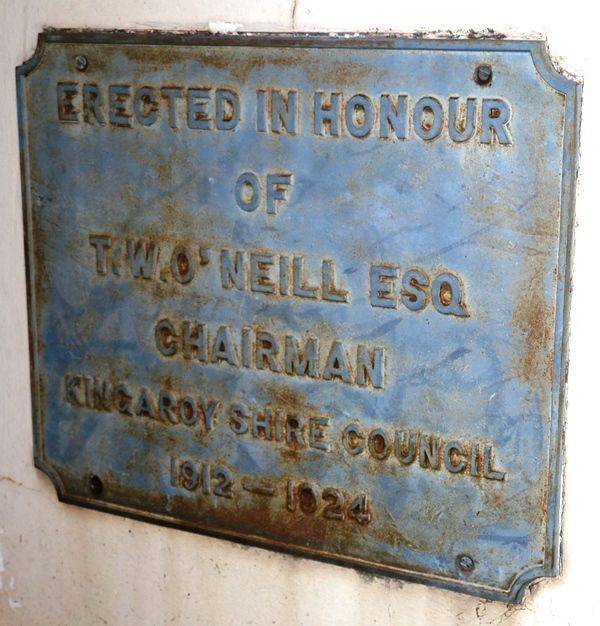 ERECTED IN HONOUR
OF
T.W.O'NEILL ESQ
CHAIRMAN
KINGAROY SHIRE COUNCIL
1912 — 1924